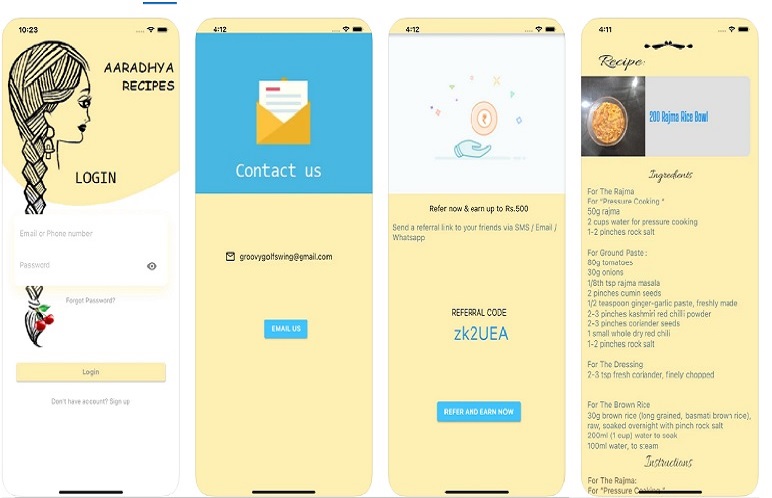 10:23
AARADHYA
RECIPES
LOGIN
Email or Phone number
Password
Forgot Password?
Login
Don't have account? Sign up
4:12
Contact us
groovygolfswing@gmail.com
EMAIL US
4:12
Refer now & earn up to Rs.500
Send a referral link to your friends via SMS / Email /
Whatsapp
REFERRAL CODE
zk2UEA
REFER AND EARN NOW
4:11
Recipe
200 Rajma Rice Bowl
Ingredients
For The Rajma
For "Pressure Cooking "
50g rajma
2 cups water for pressure cooking
1-2 pinches rock salt
For Ground Paste :
80g tomatoes
30g onions
1/8th tsp rajma masala
2 pinches cumin seeds
1/2 teaspoon ginger-garlic paste, freshly made
2-3 pinches kashmiri red chilli powder
2-3 pinches coriander seeds
1 small whole dry red chili
1-2 pinches rock salt
For The Dressing
2-3 tsp fresh coriander, finely chopped
For The Brown Rice
30g brown rice (long grained, basmati brown rice),
raw, soaked overnight with pinch rock salt
200ml (1 cup) water to soak
100ml water, to steam
Instructions
For The Rajma:
For "Pressure Cooking "